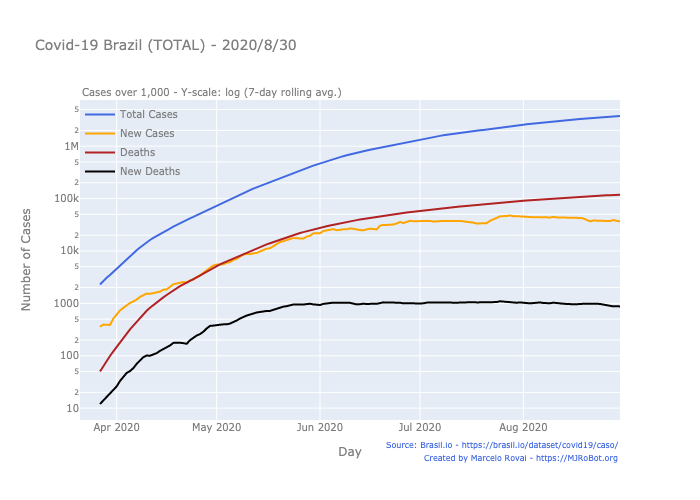 Covid-19 Brazil (TOTAL) - 2020/8/30
Cases over 1,000 - Y-scale: log (7-day rolling avg.)
Total Cases
New Cases
Deaths
New Deaths
Number of Cases
5
2
1M
5
2
100k
5
2
10k
5
2
1000
5
2
100
5
2
10
Apr 2020 May 2020 Jun 2020 Jul 2020 Aug 2020
Day
Source: Brasil.io - https://brasil.io/dataset/covid19/caso/
Created by Marcelo Rovai - https://MJRoBot.org